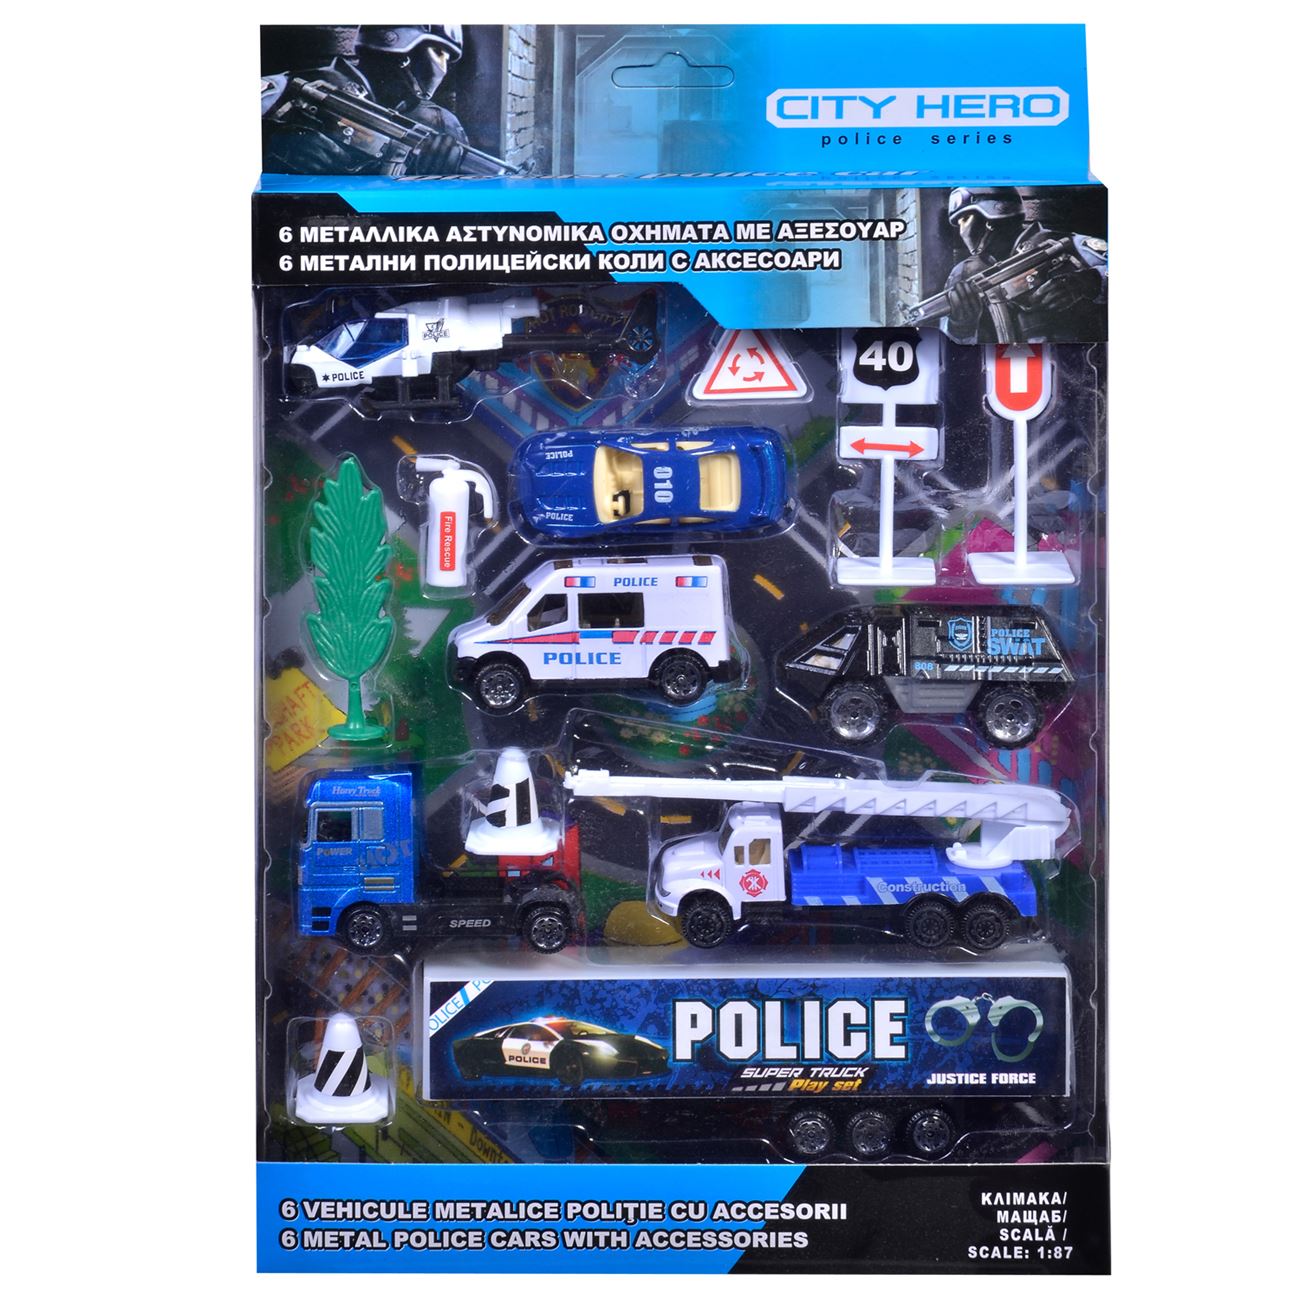 CITY HERO
police series
6 ΜΕΤΑΛΛΙΚΑ ΑΣΤΥΝΟΜΙΚΑ ΟΧΗΜΑΤΑ ΜΕ ΑΞΕΣΟΥΑΡ
6 МЕТАЛНИ ПОЛИЦЕЙСКИ КОЛИ С АКСЕСОАРИ
POLICE
POLICE
40
POLICE
POLICE
010
Fire Rescue
POLICE
POLICE
POLICE
SWAT
808
Heavy Truck
POWER
SPEED
Construction
POLICE
POLICE
POLICE
SUPER TRUCK
Play set
JUSTICE FORCE
6 VEHICULE METALICE POLIŢIE CU ACCESORII
6 METAL POLICE CARS WITH ACCESSORIES
ΚΛΙΜΑΚΑ/
МАЩАБ/
SCALĂ /
SCALE: 1:87